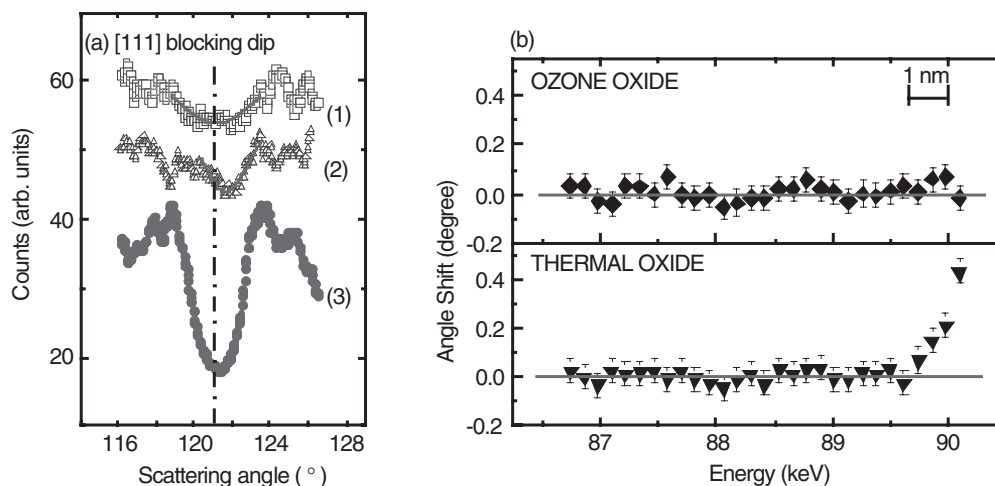 (a) [111] blocking dip
60
40
20
Counts (arb. units)
(1)
(2)
(3)
116
120
124
128
Scattering angle ( ° )
(b)
1 nm
OZONE OXIDE
0.4
0.2
0.0
-0.2
THERMAL OXIDE
0.4
0.2
0.0
-0.2
Angle Shift (degree)
87
88
89
90
Energy (keV)